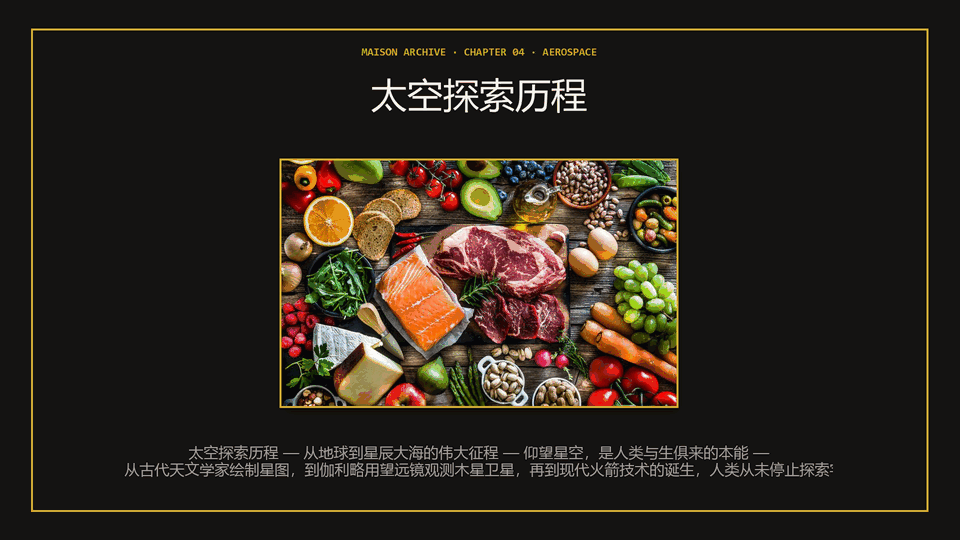 MAISON ARCHIVE · CHAPTER 04 · AEROSPACE
太空探索历程
太空探索历程 — 从地球到星辰大海的伟大征程 — 仰望星空，是人类与生俱来的本能 —
从古代天文学家绘制星图，到伽利略用望远镜观测木星卫星，再到现代火箭技术的诞生，人类从未停止探索